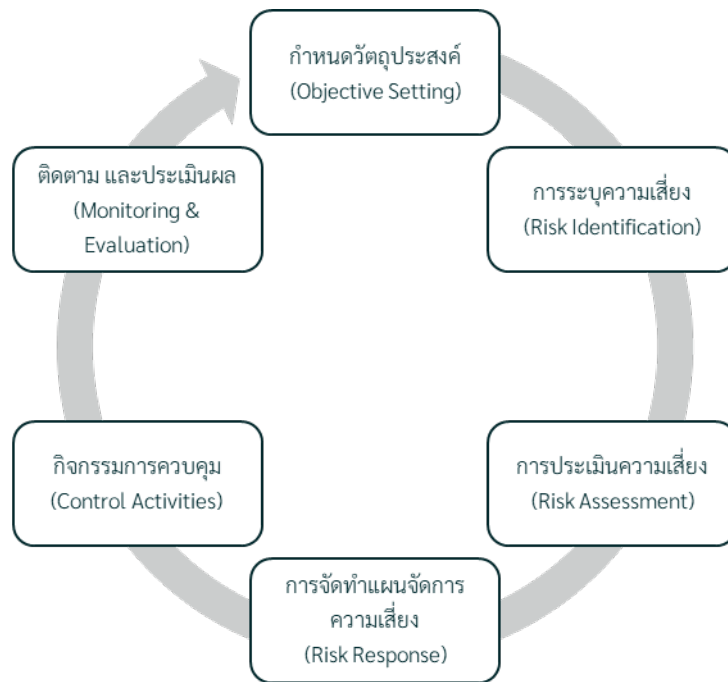 กำหนดวัตถุประสงค์
(Objective Setting)
การระบุความเสี่ยง
(Risk Identification)
การประเมินความเสี่ยง
(Risk Assessment)
การจัดทำแผนจัดการ
ความเสี่ยง
(Risk Response)
กิจกรรมการควบคุม
(Control Activities)
ติดตาม และประเมินผล
(Monitoring &
Evaluation)